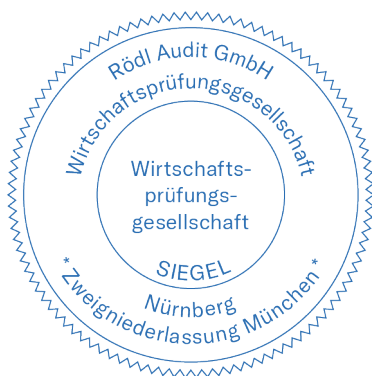 Rödl Audit GmbH
Wirtschaftsprüfungsgesellschaft
Wirtschafts-
prüfungs-
gesellschaft
SIEGEL
Nürnberg
* Zweigniederlassung München *